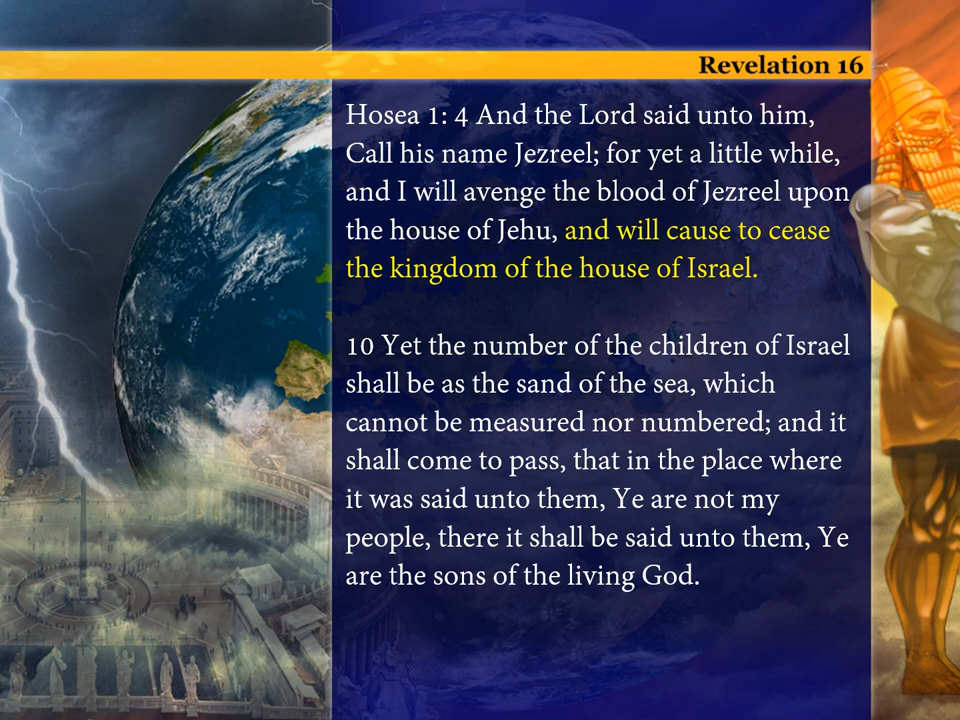 Revelation 16
Hosea 1: 4 And the Lord said unto him,
Call his name Jezreel; for yet a little while,
and I will avenge the blood of Jezreel upon
the house of Jehu, and will cause to cease
the kingdom of the house of Israel.
10 Yet the number of the children of Israel
shall be as the sand of the sea, which
cannot be measured nor numbered; and it
shall come to pass, that in the place where
it was said unto them, Ye are not my
people, there it shall be said unto them, Ye
are the sons of the living God.